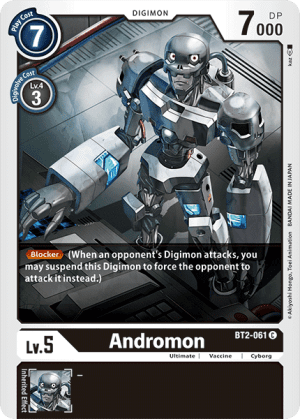 Play Cost
7
DIGIMON
7000
DP
Digivolve Cost
Lv.4
3
Blocker (When an opponent's Digimon attacks, you
may suspend this Digimon to force the opponent to
attack it instead.)
©Akiyoshi Hongo, Toei Animation BANDAI MADE IN JAPAN
BT2-061 C
Lv.5
Andromon
Ultimate | Vaccine | Cyborg
Inherited Effect
-